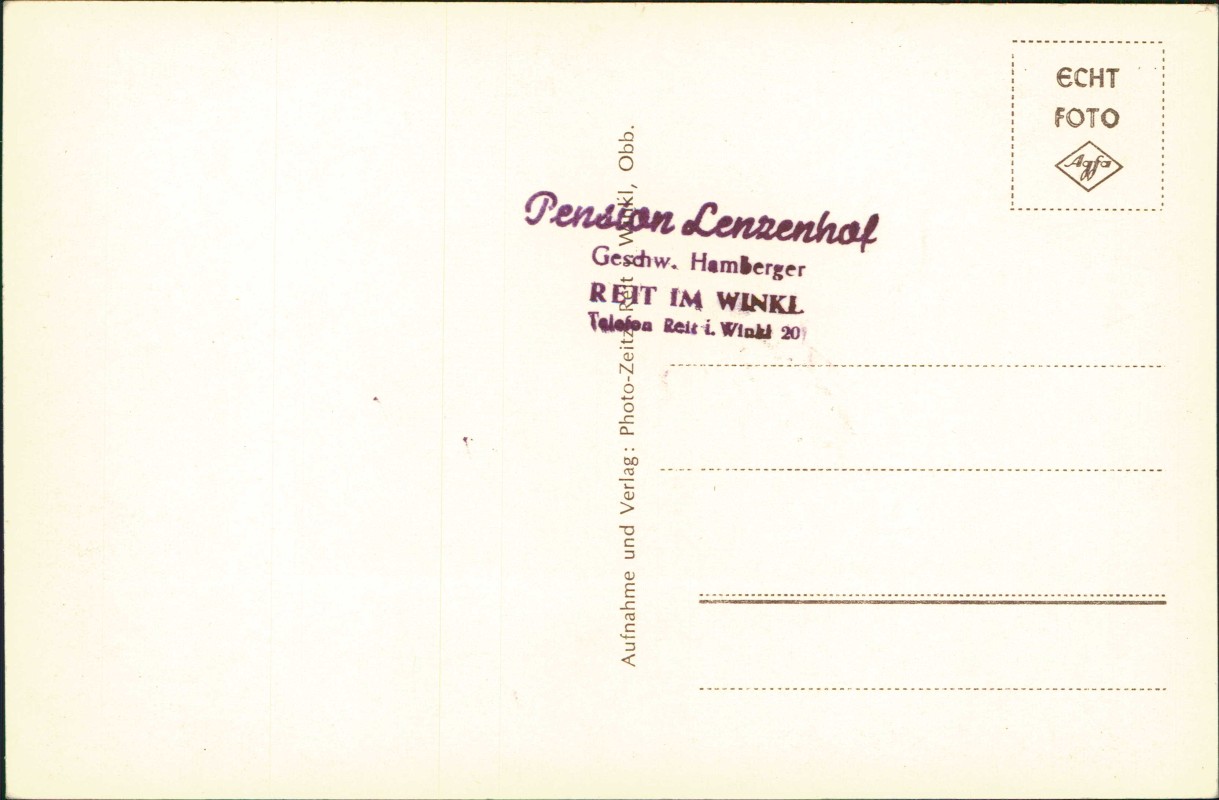 ECHT
FOTO
Agfa
Pension Lenzenhof
Geschw. Hamberger
REIT IM WINKL
Telefon Reit i. Winkl 20
Aufnahme und Verlag: Photo-Zeitz, Reit i. Winkl, Obb.